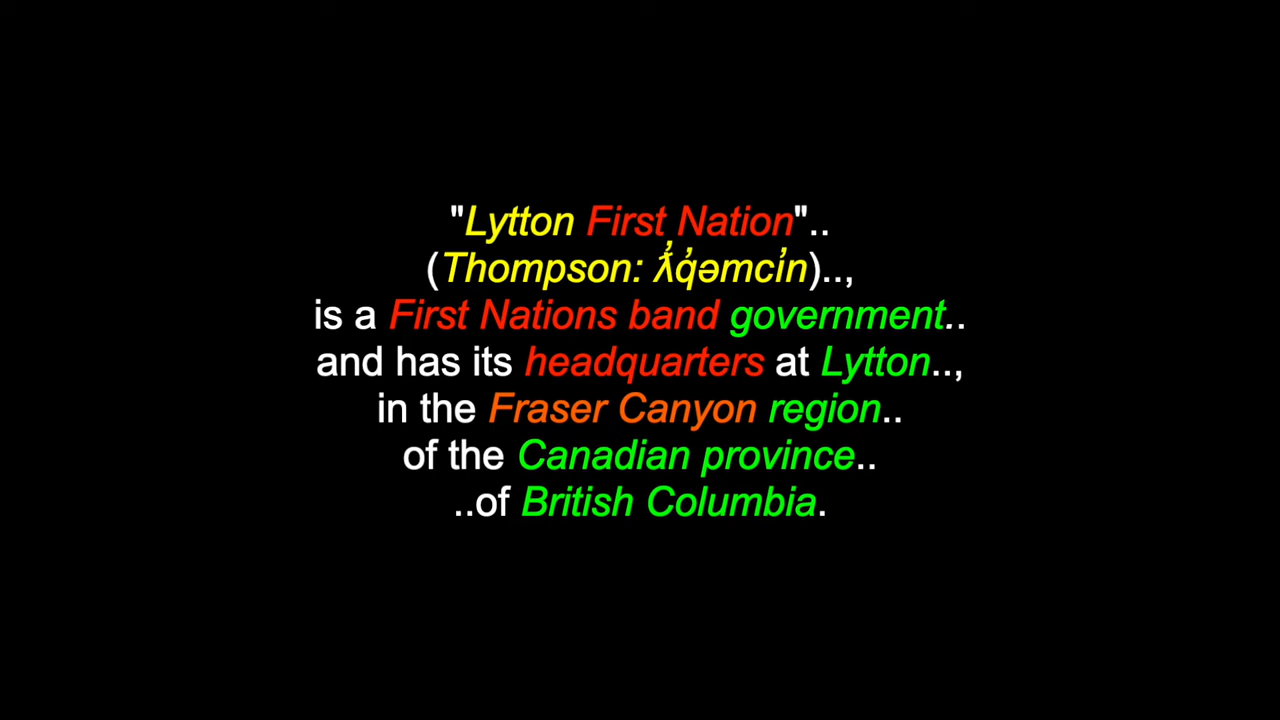 "Lytton First Nation"..
(Thompson: ƛ̓q̓əmcín)..,
is a First Nations band government..
and has its headquarters at Lytton..,
in the Fraser Canyon region..
of the Canadian province..
..of British Columbia.